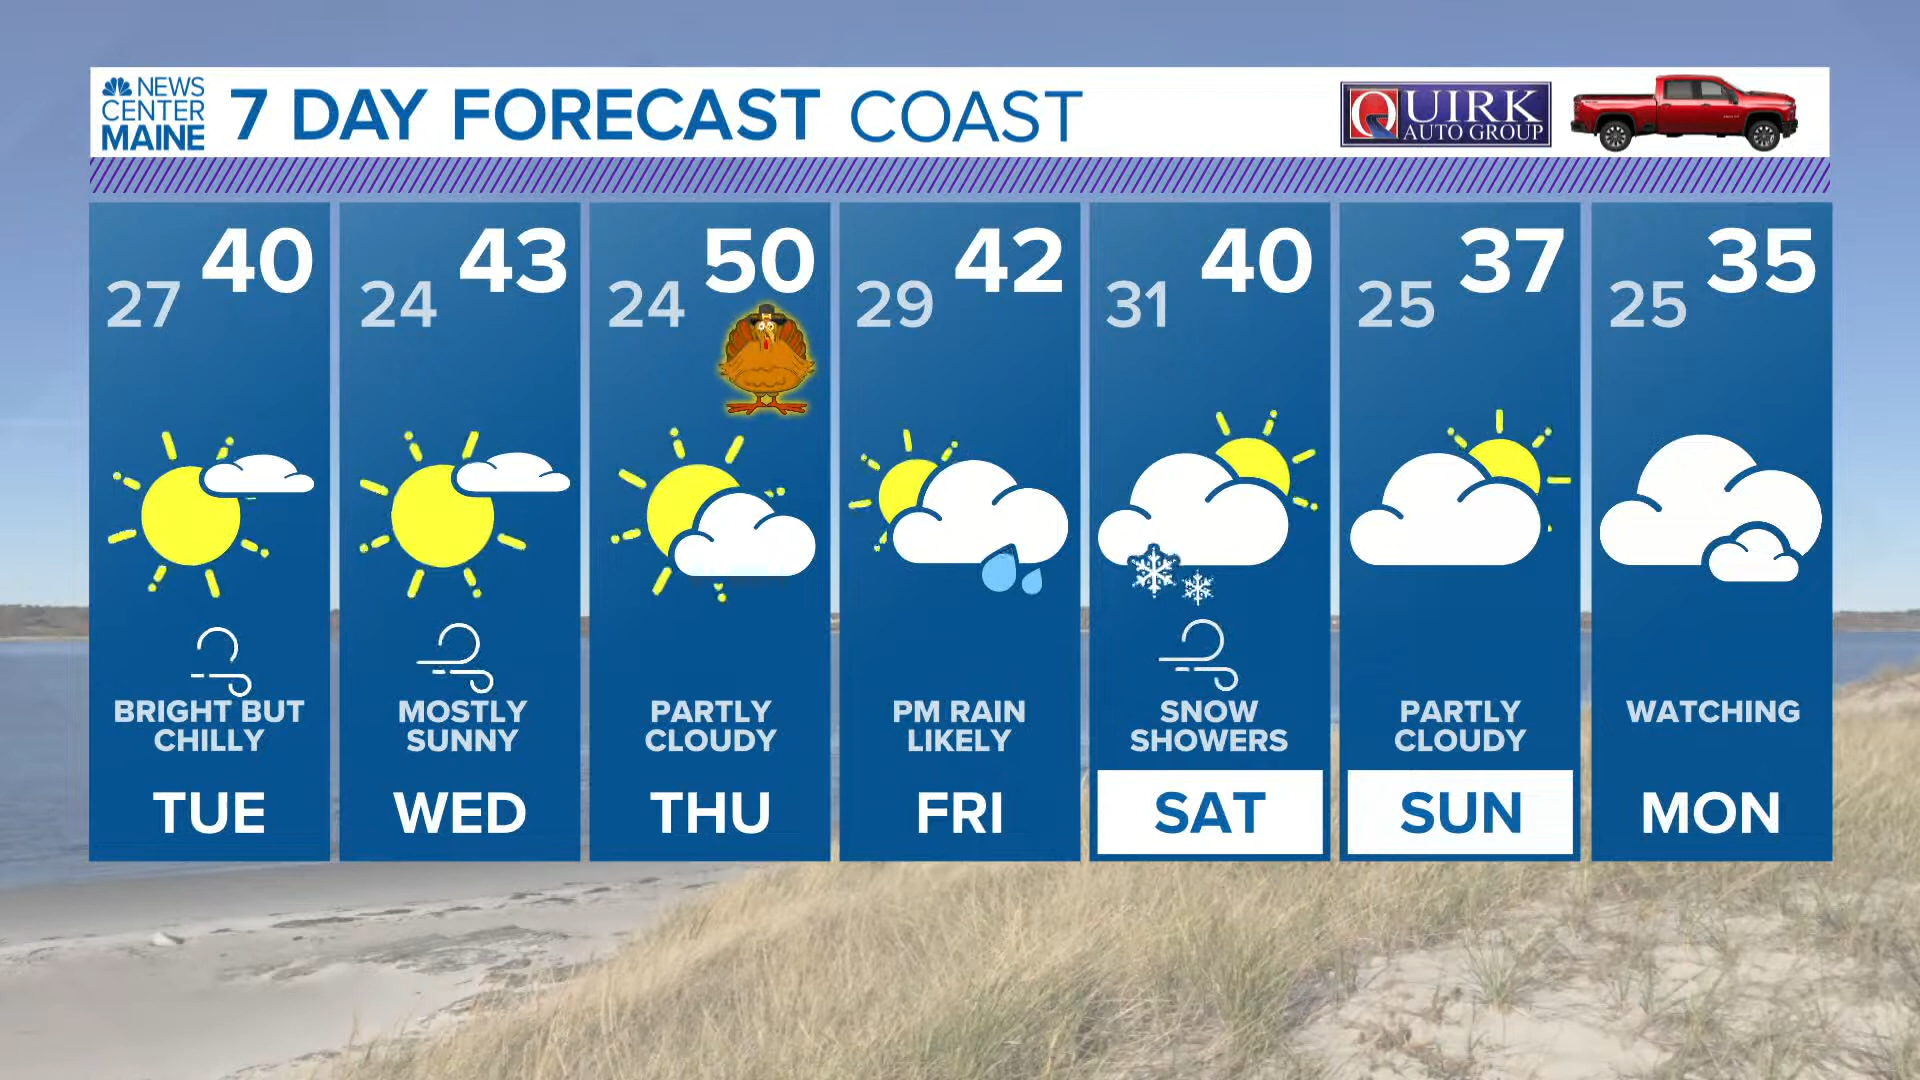 NEWS
CENTER
MAINE
7 DAY FORECAST COAST
QUIRK
AUTO GROUP
27 40
24 43
24 50
29 42
31 40
25 37
25 35
BRIGHT BUT
CHILLY
MOSTLY
SUNNY
PARTLY
CLOUDY
PM RAIN
LIKELY
SNOW
SHOWERS
PARTLY
CLOUDY
WATCHING
TUE
WED
THU
FRI
SAT
SUN
MON